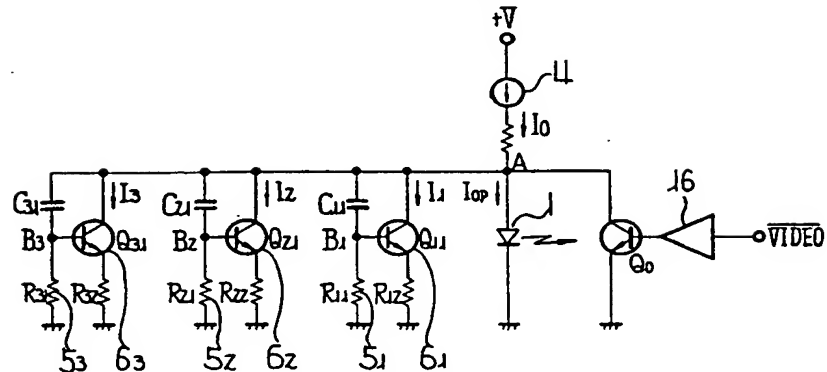 +V
4
I0
A
I3
I2
I1
IOP
1
16
C31
C21
C11
B3
Q31
B2
Q21
B1
Q11
Q0
VIDEO
R31
R32
R21
R22
R11
R12
53
63
52
62
51
61